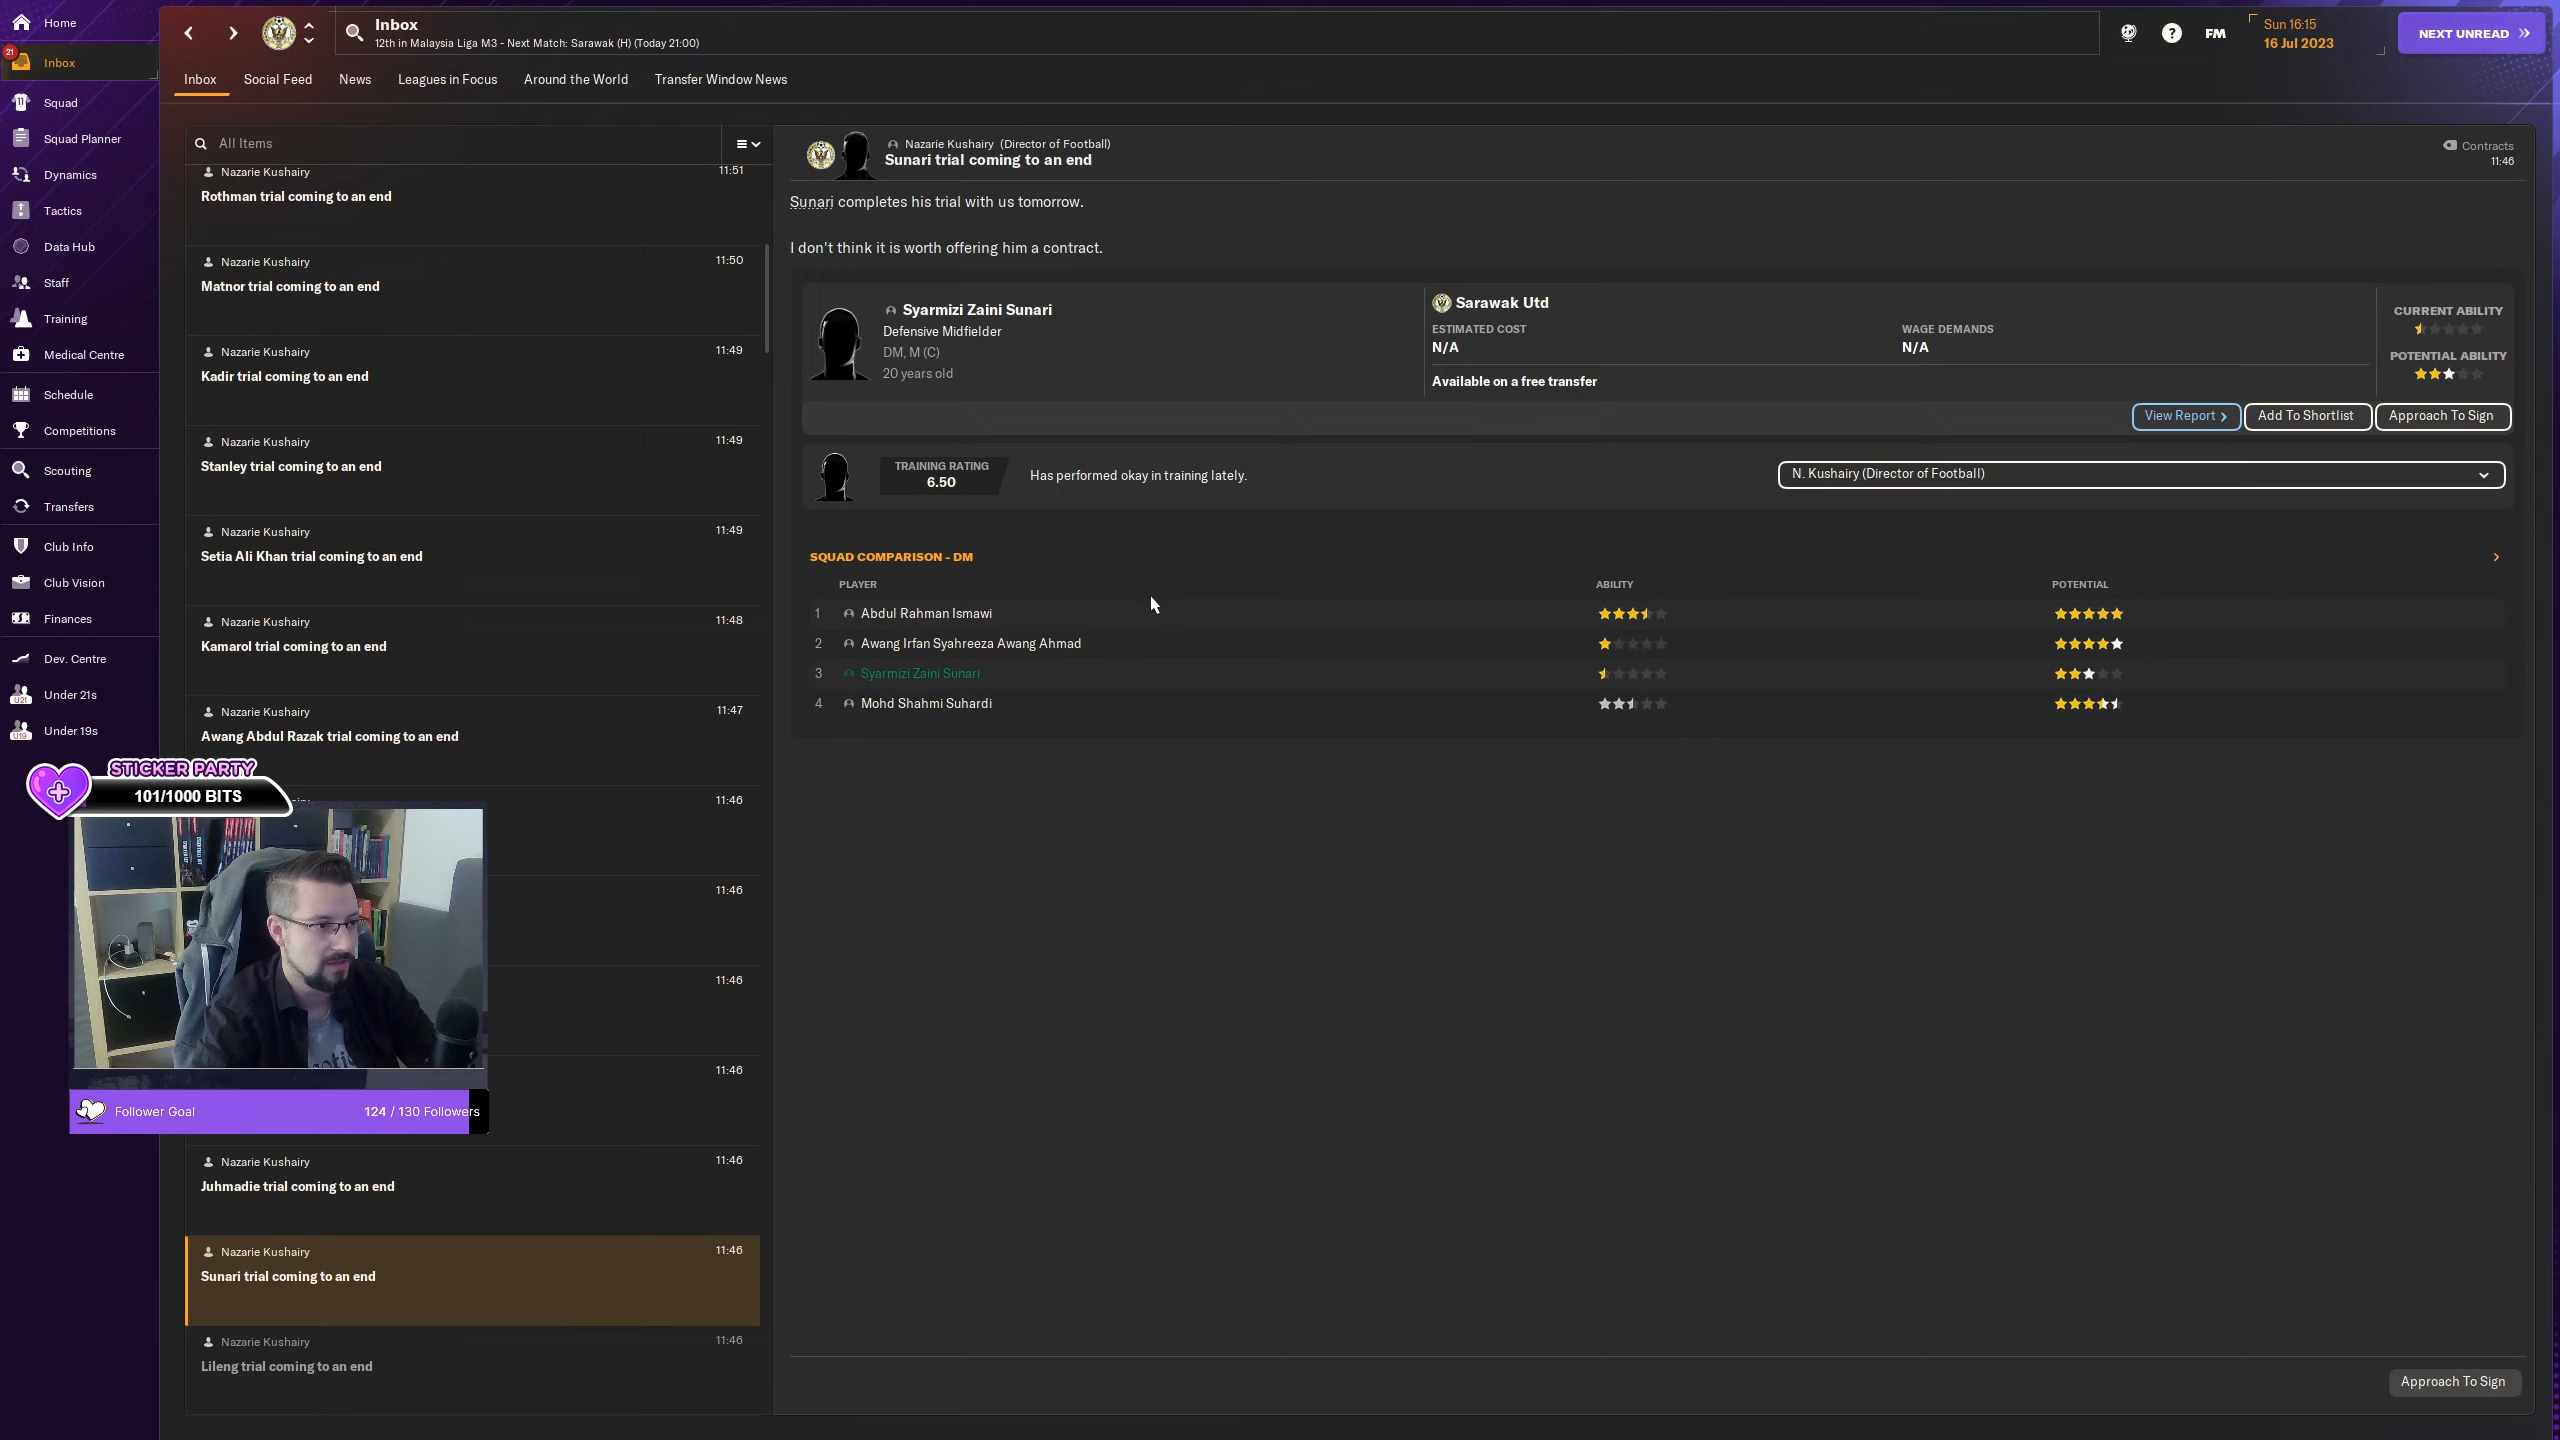 Home
21
Inbox
Squad
Squad Planner
Dynamics
Tactics
Data Hub
Staff
Training
Medical Centre
Schedule
Competitions
Scouting
Transfers
Club Info
Club Vision
Finances
Dev. Centre
U21
Under 21s
U19
Under 19s
Inbox
12th in Malaysia Liga M3 - Next Match: Sarawak (H) (Today 21:00)
?
FM
Sun 16:15
16 Jul 2023
NEXT UNREAD
Inbox
Social Feed
News
Leagues in Focus
Around the World
Transfer Window News
All Items
Nazarie Kushairy
11:51
Rothman trial coming to an end
Nazarie Kushairy
11:50
Matnor trial coming to an end
Nazarie Kushairy
11:49
Kadir trial coming to an end
Nazarie Kushairy
11:49
Stanley trial coming to an end
Nazarie Kushairy
11:49
Setia Ali Khan trial coming to an end
Nazarie Kushairy
11:48
Kamarol trial coming to an end
Nazarie Kushairy
11:47
Awang Abdul Razak trial coming to an end
11:46
11:46
11:46
11:46
Nazarie Kushairy
11:46
Juhmadie trial coming to an end
Nazarie Kushairy
11:46
Sunari trial coming to an end
Nazarie Kushairy
11:46
Lileng trial coming to an end
STICKER PARTY
101/1000 BITS
Follower Goal
124 / 130 Followers
Nazarie Kushairy (Director of Football)
Sunari trial coming to an end
Contracts
11:46
Sunari completes his trial with us tomorrow.
I don't think it is worth offering him a contract.
Syarmizi Zaini Sunari
Defensive Midfielder
DM, M (C)
20 years old
Sarawak Utd
ESTIMATED COST
N/A
WAGE DEMANDS
N/A
Available on a free transfer
CURRENT ABILITY
POTENTIAL ABILITY
View Report
Add To Shortlist
Approach To Sign
TRAINING RATING
6.50
Has performed okay in training lately.
N. Kushairy (Director of Football)
SQUAD COMPARISON - DM
PLAYER
ABILITY
POTENTIAL
1 Abdul Rahman Ismawi
2 Awang Irfan Syahreeza Awang Ahmad
3 Syarmizi Zaini Sunari
4 Mohd Shahmi Suhardi
Approach To Sign